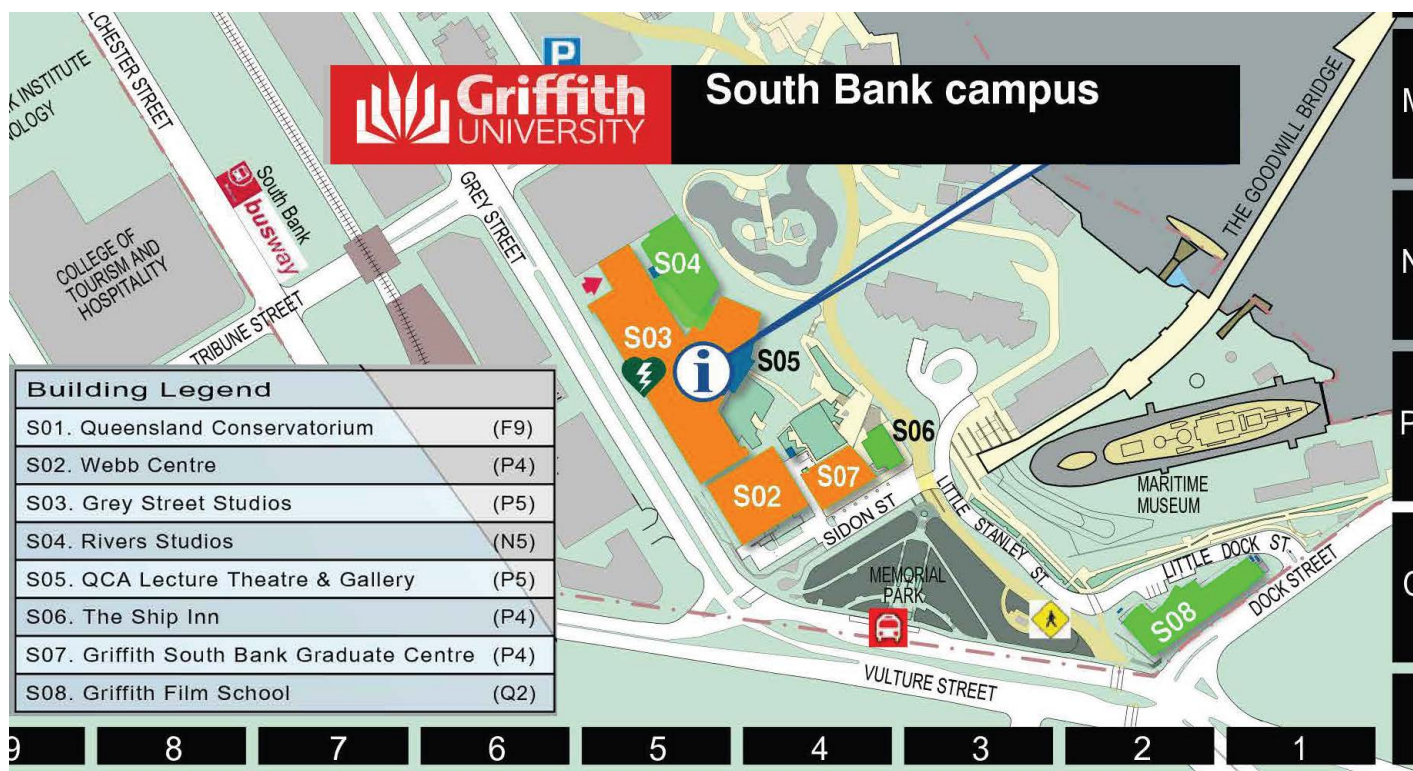 LCHESTER STREET
K INSTITUTE
OLOGY
P
Griffith
UNIVERSITY
South Bank campus
THE GOODWILL BRIDGE
M
GREY STREET
South Bank
busway
COLLEGE OF
TOURISM AND
HOSPITALITY
TRIBUNE STREET
S04
N
S03
i
S05
S06
S07
S02
SIDON ST
LITTLE STANLEY ST.
MARITIME
MUSEUM
P
MEMORIAL
PARK
LITTLE DOCK ST.
DOCK STREET
S08
VULTURE STREET
Building Legend
S01. Queensland Conservatorium (F9)
S02. Webb Centre (P4)
S03. Grey Street Studios (P5)
S04. Rivers Studios (N5)
S05. QCA Lecture Theatre & Gallery (P5)
S06. The Ship Inn (P4)
S07. Griffith South Bank Graduate Centre (P4)
S08. Griffith Film School (Q2)
9 8 7 6 5 4 3 2 1